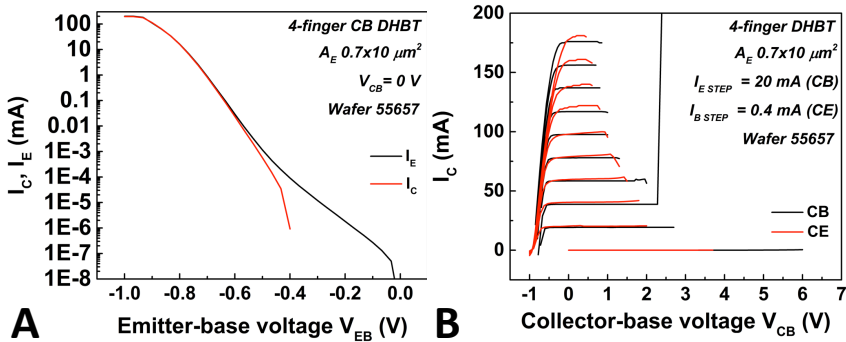 4-finger CB DHBT
A_E 0.7x10 μm²
V_CB = 0 V
Wafer 55657
I_E
I_C
I_C, I_E (mA)
100
10
1
0.1
0.01
1E-3
1E-4
1E-5
1E-6
1E-7
1E-8
-1.0 -0.8 -0.6 -0.4 -0.2 0.0
A Emitter-base voltage V_EB (V)
4-finger CB DHBT
A_E 0.7x10 μm²
I_E STEP = 20 mA (CB)
I_B STEP = 0.4 mA (CE)
Wafer 55657
CB
CE
I_C (mA)
200
150
100
50
0
-1 0 1 2 3 4 5 6 7
B Collector-base voltage V_CB (V)